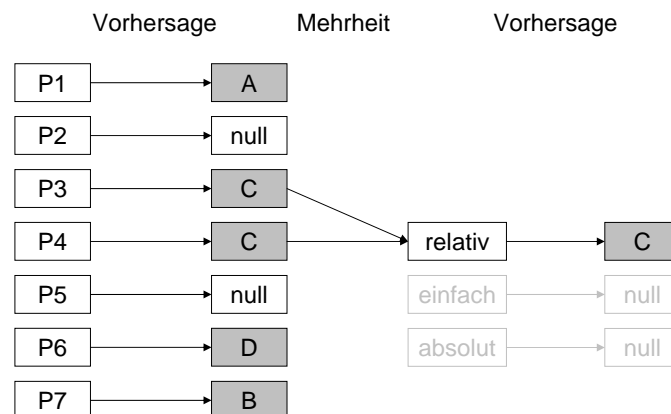 Vorhersage Mehrheit Vorhersage
P1 A
P2 null
P3 C
P4 C relativ C
P5 null einfach null
P6 D absolut null
P7 B